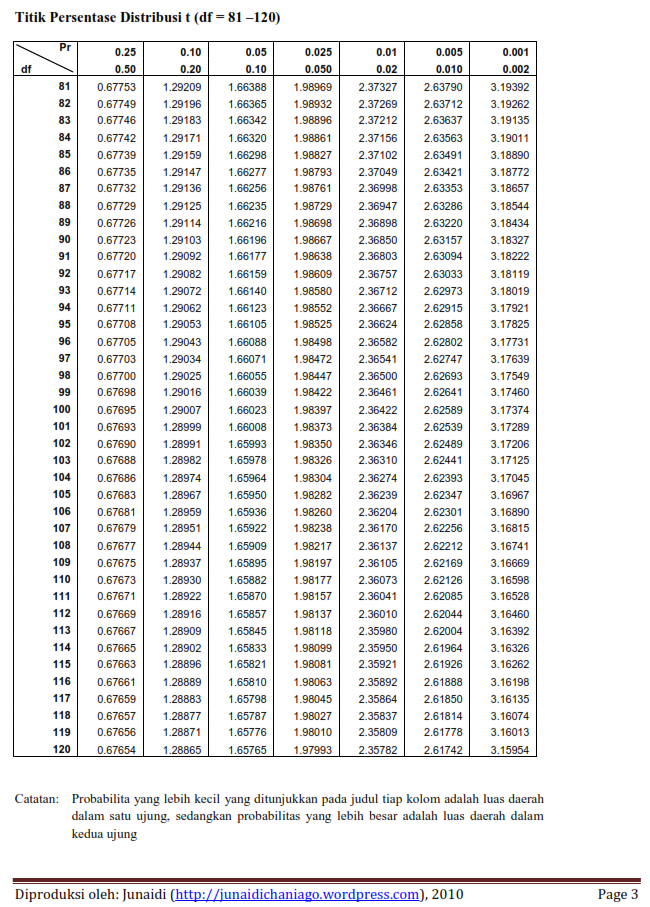 Titik Persentase Distribusi t (df = 81 –120)
Pr 0.25 0.10 0.05 0.025 0.01 0.005 0.001
df 0.50 0.20 0.10 0.050 0.02 0.010 0.002
81 0.67753 1.29209 1.66388 1.98969 2.37327 2.63790 3.19392
82 0.67749 1.29196 1.66365 1.98932 2.37269 2.63712 3.19262
83 0.67746 1.29183 1.66342 1.98896 2.37212 2.63637 3.19135
84 0.67742 1.29171 1.66320 1.98861 2.37156 2.63563 3.19011
85 0.67739 1.29159 1.66298 1.98827 2.37102 2.63491 3.18890
86 0.67735 1.29147 1.66277 1.98793 2.37049 2.63421 3.18772
87 0.67732 1.29136 1.66256 1.98761 2.36998 2.63353 3.18657
88 0.67729 1.29125 1.66235 1.98729 2.36947 2.63286 3.18544
89 0.67726 1.29114 1.66216 1.98698 2.36898 2.63220 3.18434
90 0.67723 1.29103 1.66196 1.98667 2.36850 2.63157 3.18327
91 0.67720 1.29092 1.66177 1.98638 2.36803 2.63094 3.18222
92 0.67717 1.29082 1.66159 1.98609 2.36757 2.63033 3.18119
93 0.67714 1.29072 1.66140 1.98580 2.36712 2.62973 3.18019
94 0.67711 1.29062 1.66123 1.98552 2.36667 2.62915 3.17921
95 0.67708 1.29053 1.66105 1.98525 2.36624 2.62858 3.17825
96 0.67705 1.29043 1.66088 1.98498 2.36582 2.62802 3.17731
97 0.67703 1.29034 1.66071 1.98472 2.36541 2.62747 3.17639
98 0.67700 1.29025 1.66055 1.98447 2.36500 2.62693 3.17549
99 0.67698 1.29016 1.66039 1.98422 2.36461 2.62641 3.17460
100 0.67695 1.29007 1.66023 1.98397 2.36422 2.62589 3.17374
101 0.67693 1.28999 1.66008 1.98373 2.36384 2.62539 3.17289
102 0.67690 1.28991 1.65993 1.98350 2.36346 2.62489 3.17206
103 0.67688 1.28982 1.65978 1.98326 2.36310 2.62441 3.17125
104 0.67686 1.28974 1.65964 1.98304 2.36274 2.62393 3.17045
105 0.67683 1.28967 1.65950 1.98282 2.36239 2.62347 3.16967
106 0.67681 1.28959 1.65936 1.98260 2.36204 2.62301 3.16890
107 0.67679 1.28951 1.65922 1.98238 2.36170 2.62256 3.16815
108 0.67677 1.28944 1.65909 1.98217 2.36137 2.62212 3.16741
109 0.67675 1.28937 1.65895 1.98197 2.36105 2.62169 3.16669
110 0.67673 1.28930 1.65882 1.98177 2.36073 2.62126 3.16598
111 0.67671 1.28922 1.65870 1.98157 2.36041 2.62085 3.16528
112 0.67669 1.28916 1.65857 1.98137 2.36010 2.62044 3.16460
113 0.67667 1.28909 1.65845 1.98118 2.35980 2.62004 3.16392
114 0.67665 1.28902 1.65833 1.98099 2.35950 2.61964 3.16326
115 0.67663 1.28896 1.65821 1.98081 2.35921 2.61926 3.16262
116 0.67661 1.28889 1.65810 1.98063 2.35892 2.61888 3.16198
117 0.67659 1.28883 1.65798 1.98045 2.35864 2.61850 3.16135
118 0.67657 1.28877 1.65787 1.98027 2.35837 2.61814 3.16074
119 0.67656 1.28871 1.65776 1.98010 2.35809 2.61778 3.16013
120 0.67654 1.28865 1.65765 1.97993 2.35782 2.61742 3.15954
Catatan: Probabilita yang lebih kecil yang ditunjukkan pada judul tiap kolom adalah luas daerah
dalam satu ujung, sedangkan probabilitas yang lebih besar adalah luas daerah dalam
kedua ujung
Diproduksi oleh: Junaidi (http://junaidichaniago.wordpress.com), 2010 Page 3